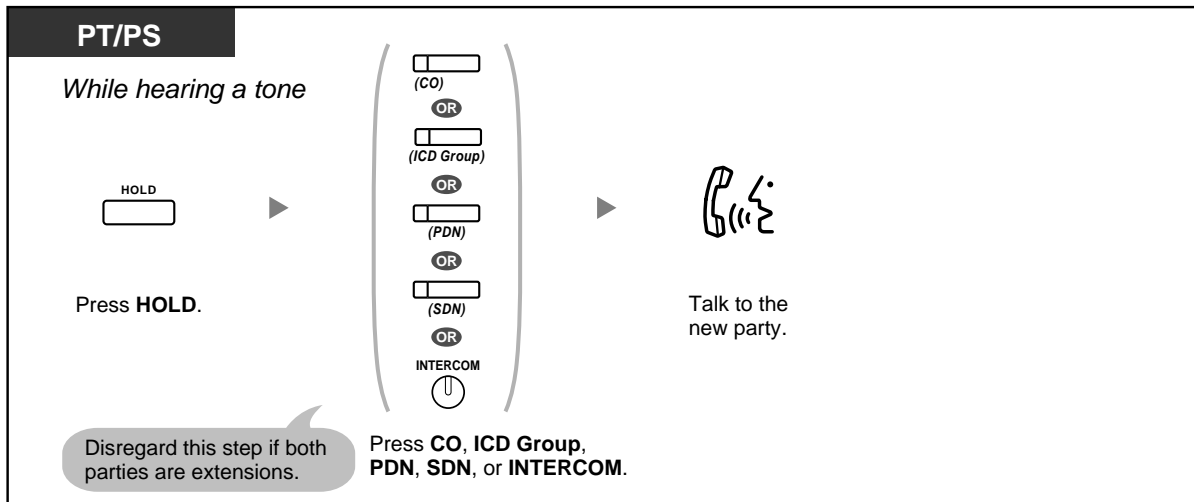 PT/PS
While hearing a tone
HOLD
Press HOLD.
(CO)
OR
(ICD Group)
OR
(PDN)
OR
(SDN)
OR
INTERCOM
Disregard this step if both
parties are extensions.
Press CO, ICD Group,
PDN, SDN, or INTERCOM.
Talk to the
new party.